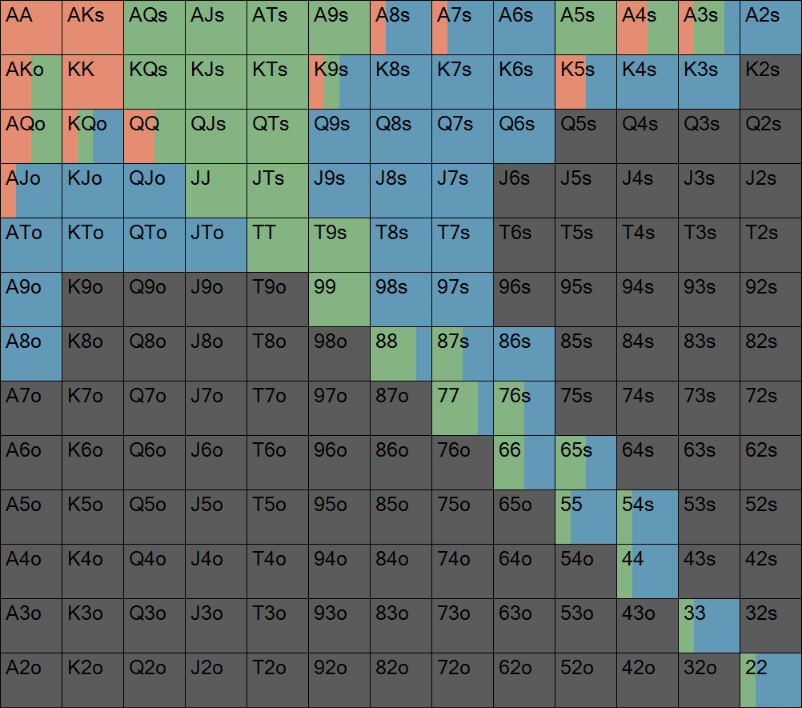 AA AKs AQs AJs ATs A9s A8s A7s A6s A5s A4s A3s A2s
AKo KK KQs KJs KTs K9s K8s K7s K6s K5s K4s K3s K2s
AQo KQo QQ QJs QTs Q9s Q8s Q7s Q6s Q5s Q4s Q3s Q2s
AJo KJo QJo JJ JTs J9s J8s J7s J6s J5s J4s J3s J2s
ATo KTo QTo JTo TT T9s T8s T7s T6s T5s T4s T3s T2s
A9o K9o Q9o J9o T9o 99 98s 97s 96s 95s 94s 93s 92s
A8o K8o Q8o J8o T8o 98o 88 87s 86s 85s 84s 83s 82s
A7o K7o Q7o J7o T7o 97o 87o 77 76s 75s 74s 73s 72s
A6o K6o Q6o J6o T6o 96o 86o 76o 66 65s 64s 63s 62s
A5o K5o Q5o J5o T5o 95o 85o 75o 65o 55 54s 53s 52s
A4o K4o Q4o J4o T4o 94o 84o 74o 64o 54o 44 43s 42s
A3o K3o Q3o J3o T3o 93o 83o 73o 63o 53o 43o 33 32s
A2o K2o Q2o J2o T2o 92o 82o 72o 62o 52o 42o 32o 22